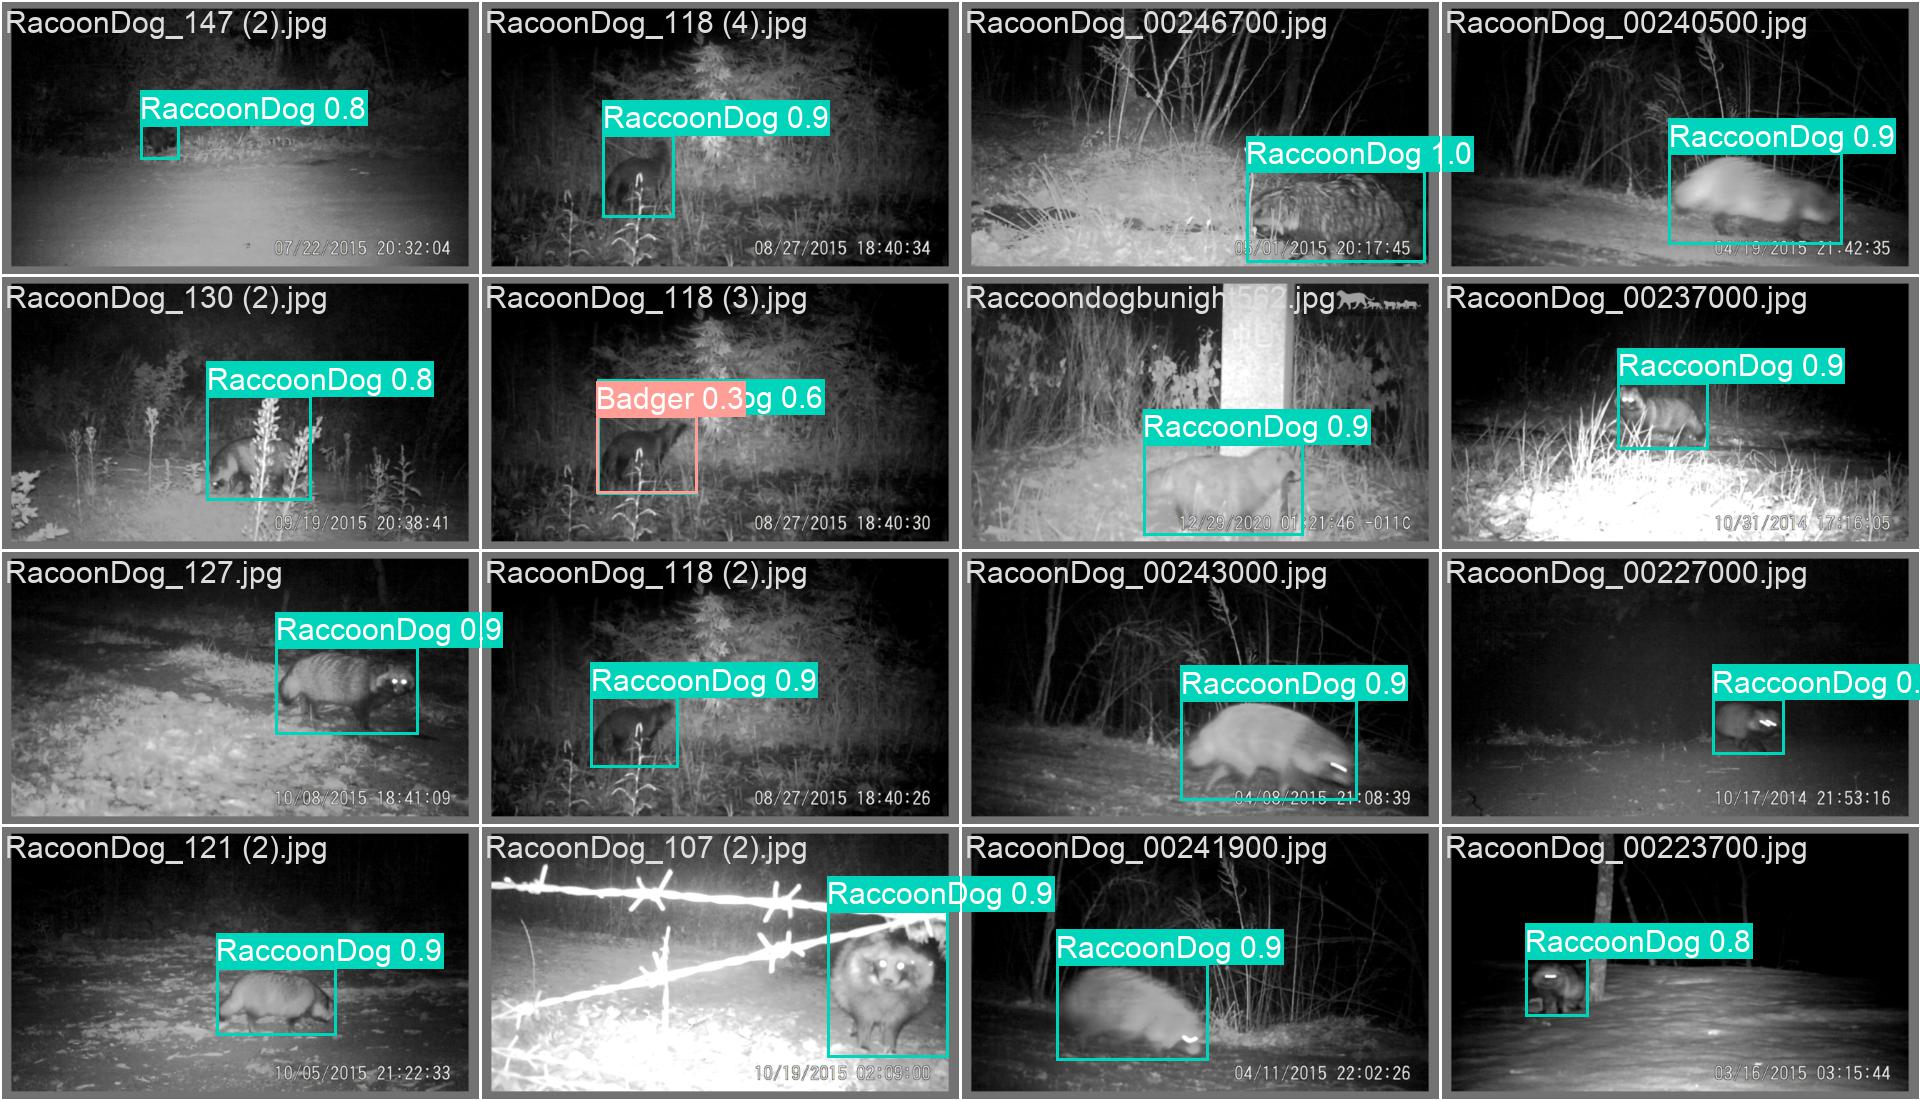 RacoonDog_147 (2).jpg
RaccoonDog 0.8
07/22/2015 20:32:04
RacoonDog_118 (4).jpg
RaccoonDog 0.9
08/27/2015 18:40:34
RacoonDog_00246700.jpg
RaccoonDog 1.0
05/01/2015 20:17:45
RacoonDog_00240500.jpg
RaccoonDog 0.9
04/19/2015 21:42:35
RacoonDog_130 (2).jpg
RaccoonDog 0.8
09/19/2015 20:38:41
RacoonDog_118 (3).jpg
Badger 0.3
og 0.6
08/27/2015 18:40:30
Raccoondogbunight562.jpg
RaccoonDog 0.9
12/29/2020 01:21:46 -011C
RacoonDog_00237000.jpg
RaccoonDog 0.9
10/31/2014 17:16:05
RacoonDog_127.jpg
RaccoonDog 0.9
10/08/2015 18:41:09
RacoonDog_118 (2).jpg
RaccoonDog 0.9
08/27/2015 18:40:26
RacoonDog_00243000.jpg
RaccoonDog 0.9
04/08/2015 21:08:39
RacoonDog_00227000.jpg
RaccoonDog 0.
10/17/2014 21:53:16
RacoonDog_121 (2).jpg
RaccoonDog 0.9
10/05/2015 21:22:33
RacoonDog_107 (2).jpg
RaccoonDog 0.9
10/19/2015 02:09:00
RacoonDog_00241900.jpg
RaccoonDog 0.9
04/11/2015 22:02:26
RacoonDog_00223700.jpg
RaccoonDog 0.8
03/16/2015 03:15:44